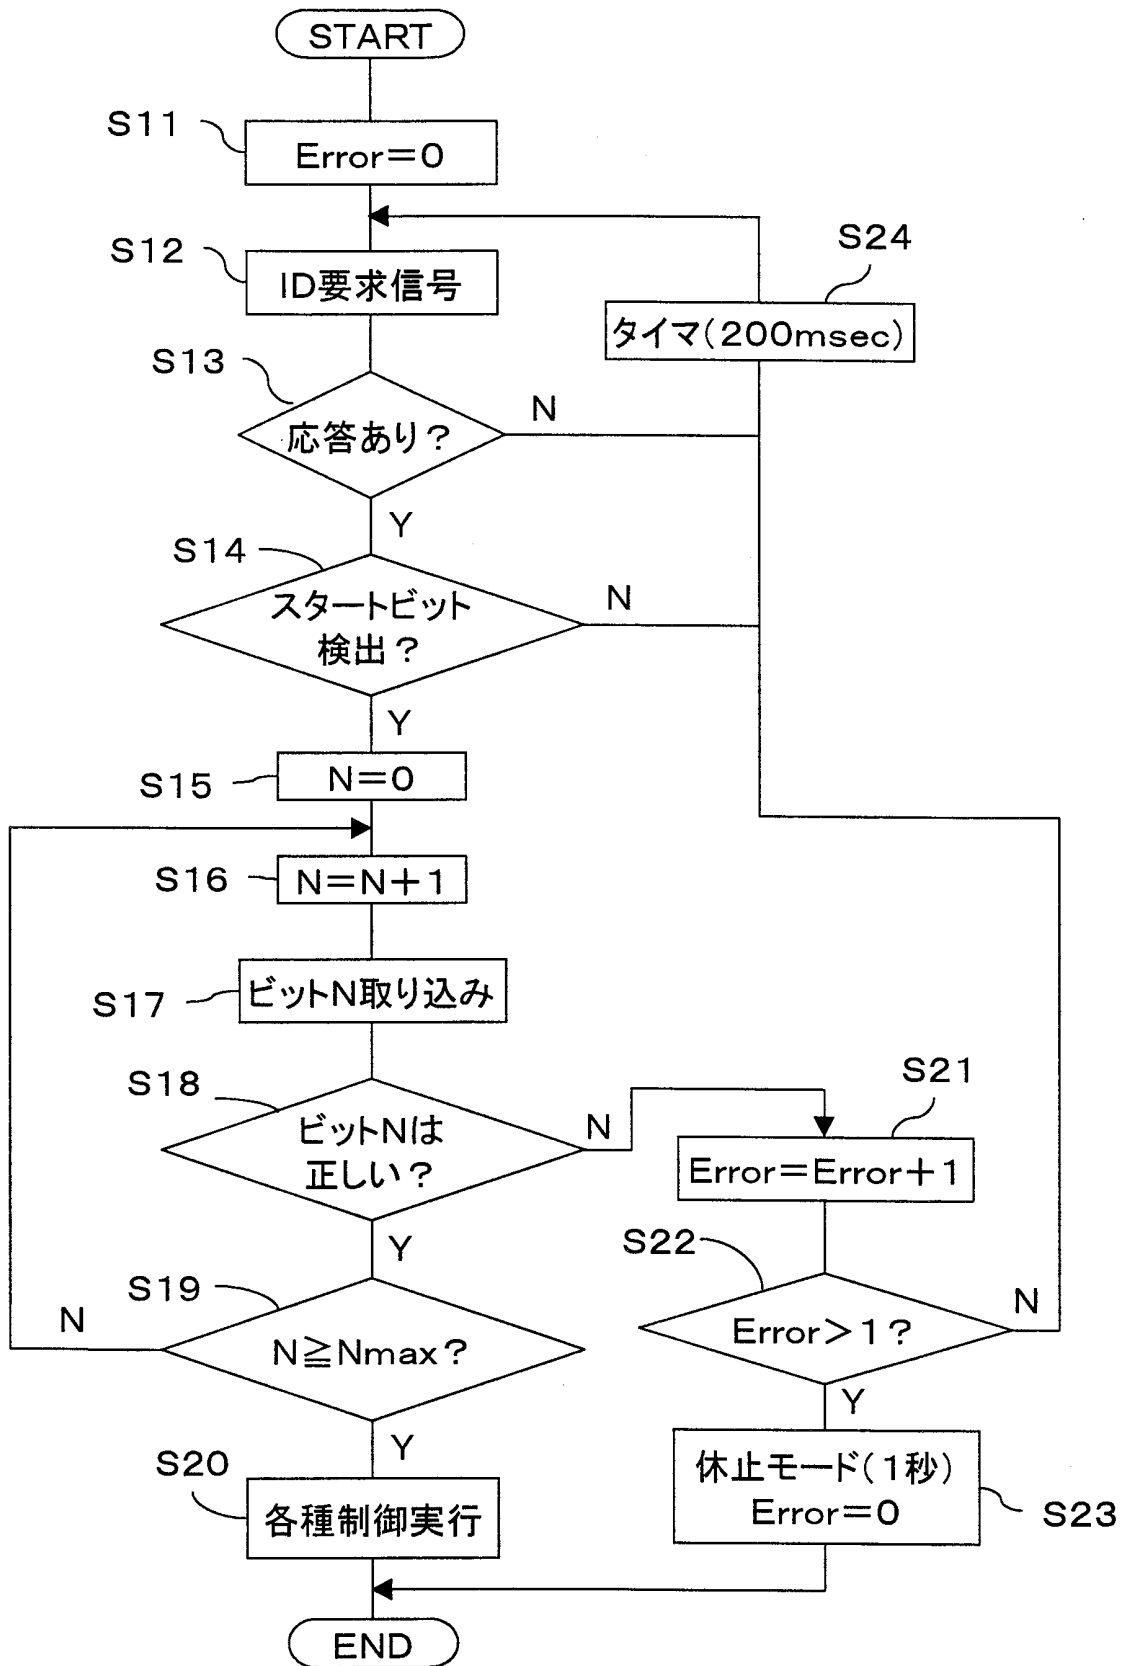 START
S11
Error=0
S12
ID要求信号
S24
タイマ(200msec)
S13
応答あり?
N
Y
S14
スタートビット
検出?
N
Y
S15
N=0
S16
N=N+1
S17
ビットN取り込み
S18
ビットNは
正しい?
N
Y
S21
Error=Error+1
S22
Error>1?
N
Y
S19
N≧Nmax?
N
Y
S20
各種制御実行
休止モード(1秒)
Error=0
S23
END